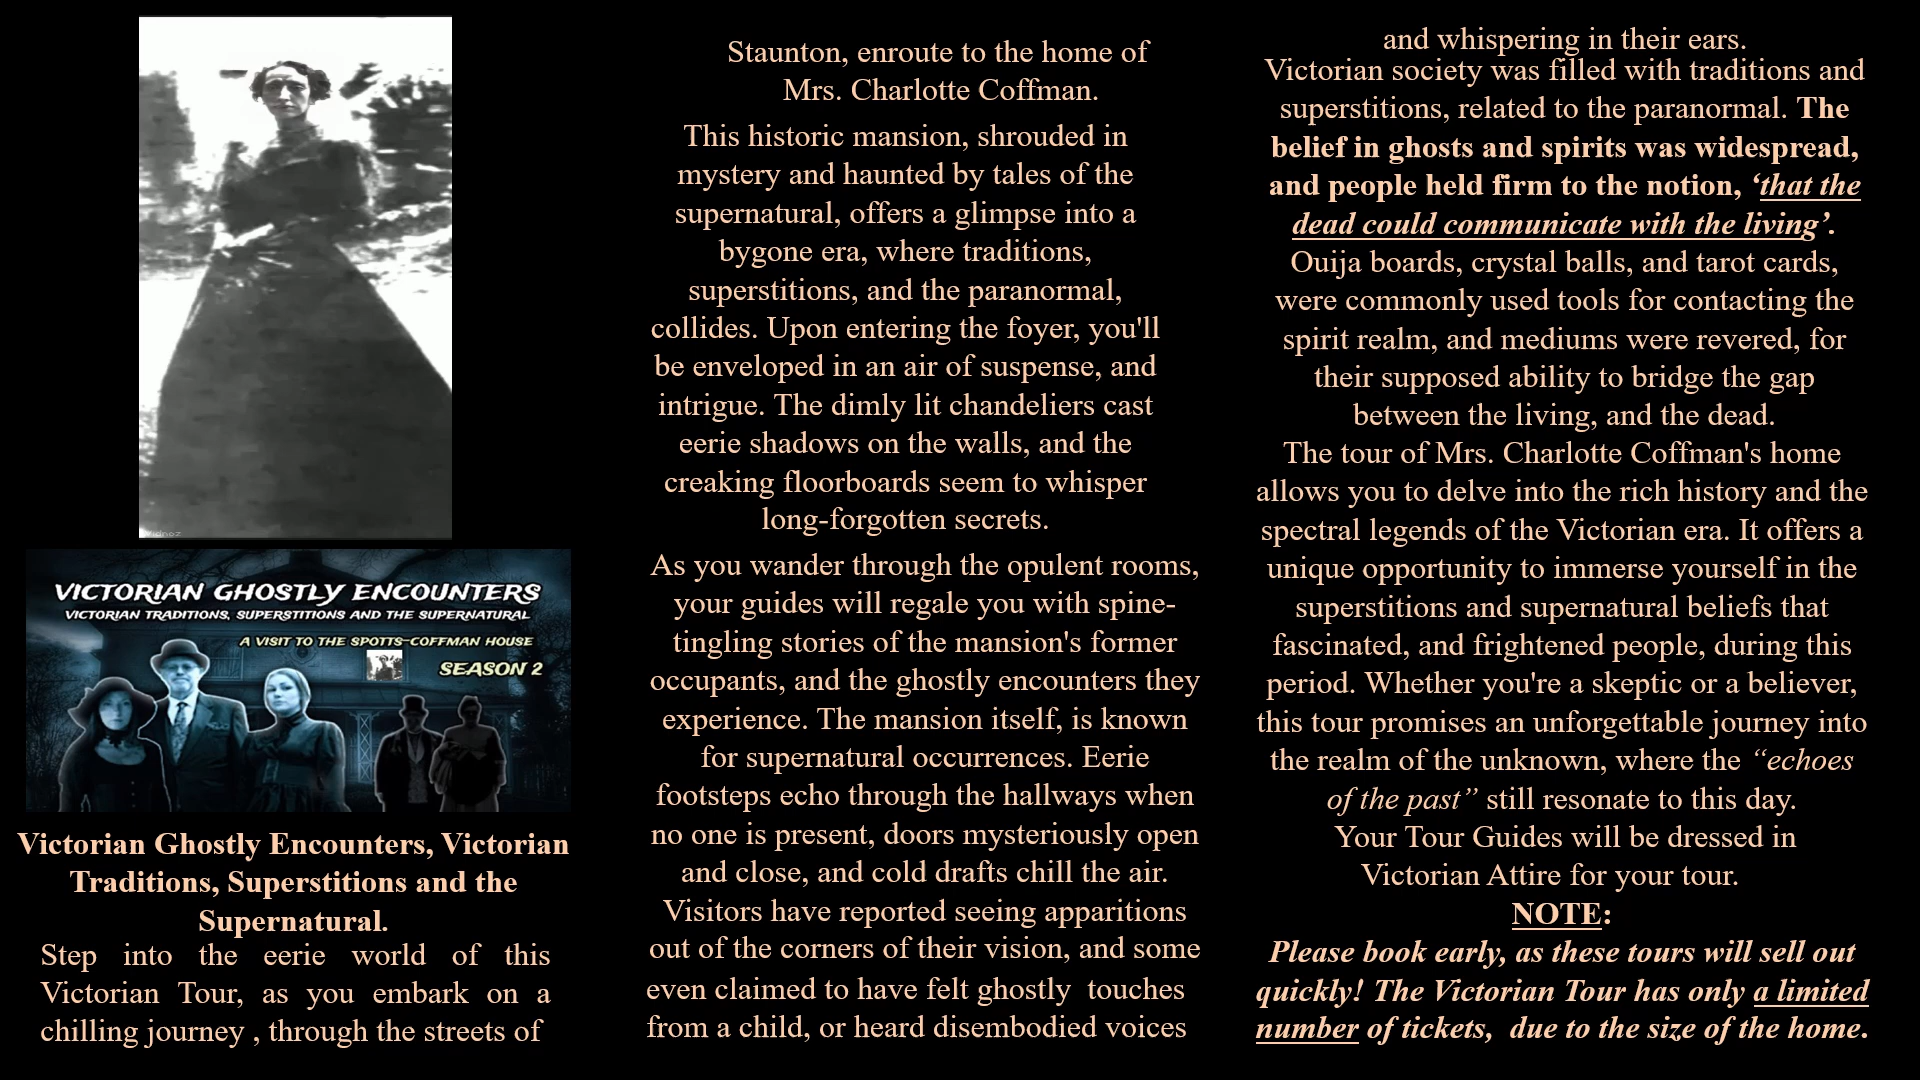 VICTORIAN GHOSTLY ENCOUNTERS
VICTORIAN TRADITIONS, SUPERSTITIONS AND THE SUPERNATURAL
A VISIT TO THE SPOTTS-COFFMAN HOUSE
SEASON 2
Victorian Ghostly Encounters, Victorian
Traditions, Superstitions and the
Supernatural.
Step into the eerie world of this
Victorian Tour, as you embark on a
chilling journey , through the streets of
Staunton, enroute to the home of
Mrs. Charlotte Coffman.
This historic mansion, shrouded in
mystery and haunted by tales of the
supernatural, offers a glimpse into a
bygone era, where traditions,
superstitions, and the paranormal,
collides. Upon entering the foyer, you'll
be enveloped in an air of suspense, and
intrigue. The dimly lit chandeliers cast
eerie shadows on the walls, and the
creaking floorboards seem to whisper
long-forgotten secrets.
As you wander through the opulent rooms,
your guides will regale you with spine-
tingling stories of the mansion's former
occupants, and the ghostly encounters they
experience. The mansion itself, is known
for supernatural occurrences. Eerie
footsteps echo through the hallways when
no one is present, doors mysteriously open
and close, and cold drafts chill the air.
Visitors have reported seeing apparitions
out of the corners of their vision, and some
even claimed to have felt ghostly  touches
from a child, or heard disembodied voices
and whispering in their ears.
Victorian society was filled with traditions and
superstitions, related to the paranormal. The
belief in ghosts and spirits was widespread,
and people held firm to the notion, ‘that the
dead could communicate with the living’.
Ouija boards, crystal balls, and tarot cards,
were commonly used tools for contacting the
spirit realm, and mediums were revered, for
their supposed ability to bridge the gap
between the living, and the dead.
The tour of Mrs. Charlotte Coffman's home
allows you to delve into the rich history and the
spectral legends of the Victorian era. It offers a
unique opportunity to immerse yourself in the
superstitions and supernatural beliefs that
fascinated, and frightened people, during this
period. Whether you're a skeptic or a believer,
this tour promises an unforgettable journey into
the realm of the unknown, where the “echoes
of the past” still resonate to this day.
Your Tour Guides will be dressed in
Victorian Attire for your tour.
NOTE:
Please book early, as these tours will sell out
quickly! The Victorian Tour has only a limited
number of tickets,  due to the size of the home.